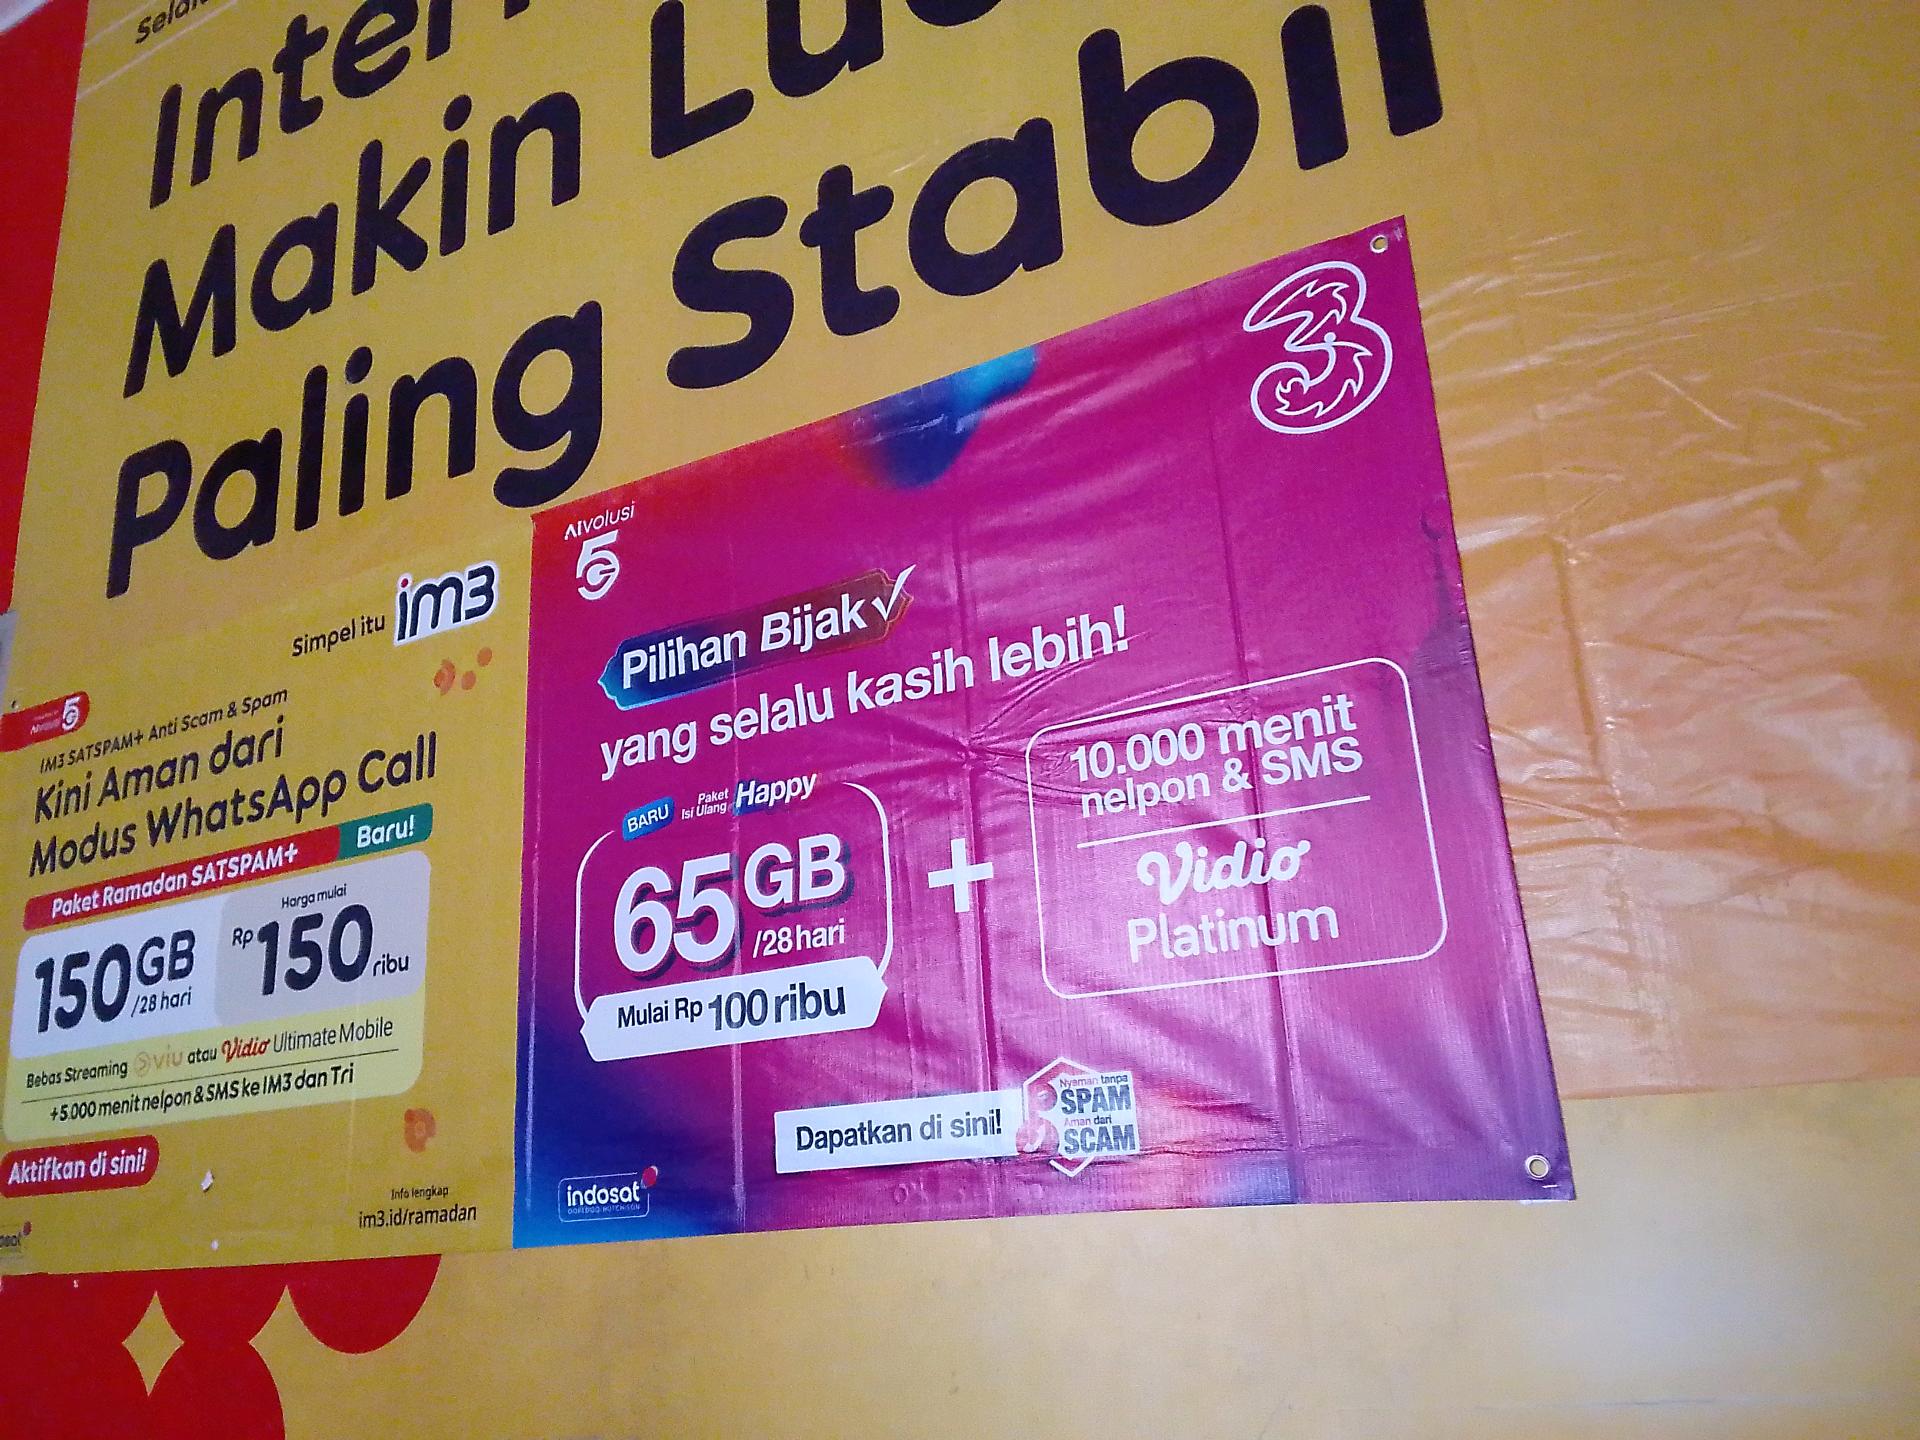 Makin
Paling Stabil
Simpel itu im3
IM3 SATSPAM+ Anti Scam & Spam
Kini Aman dari
Modus WhatsApp Call
Paket Ramadan SATSPAM+ Baru!
150GB
/28 hari
Harga mulai
Rp 150 ribu
Bebas Streaming viu atau Vidio Ultimate Mobile
+5.000 menit nelpon & SMS ke IM3 dan Tri
Aktifkan di sini!
Info lengkap
im3.id/ramadan
AIvolusi
5G
3
Pilihan Bijak
yang selalu kasih lebih!
BARU Paket Isi Ulang Happy
65GB
/28 hari
Mulai Rp 100 ribu
+
10.000 menit
nelpon & SMS
Vidio
Platinum
Dapatkan di sini!
Nyaman tanpa
SPAM
Aman dari
SCAM
indosat
OOREDOO HUTCHISON